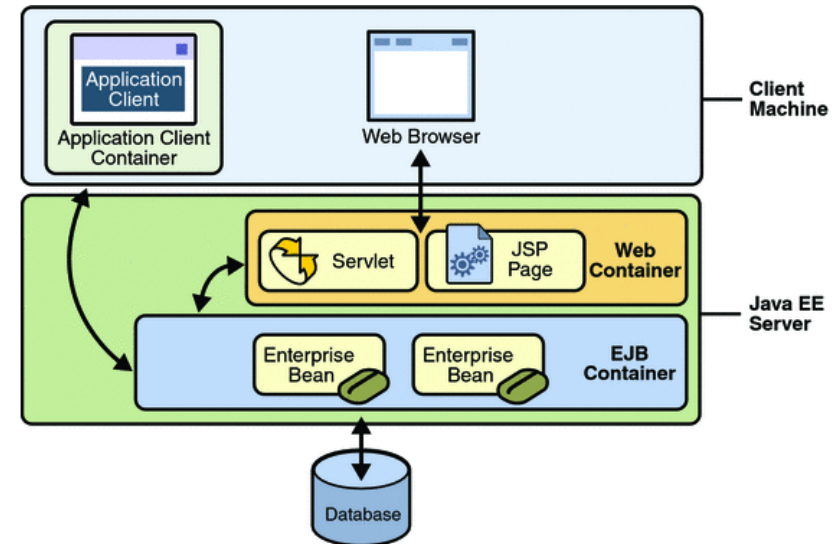 Application
Client
Application Client
Container
Web Browser
Client
Machine
Servlet
JSP
Page
Web
Container
Java EE
Server
Enterprise
Bean
Enterprise
Bean
EJB
Container
Database